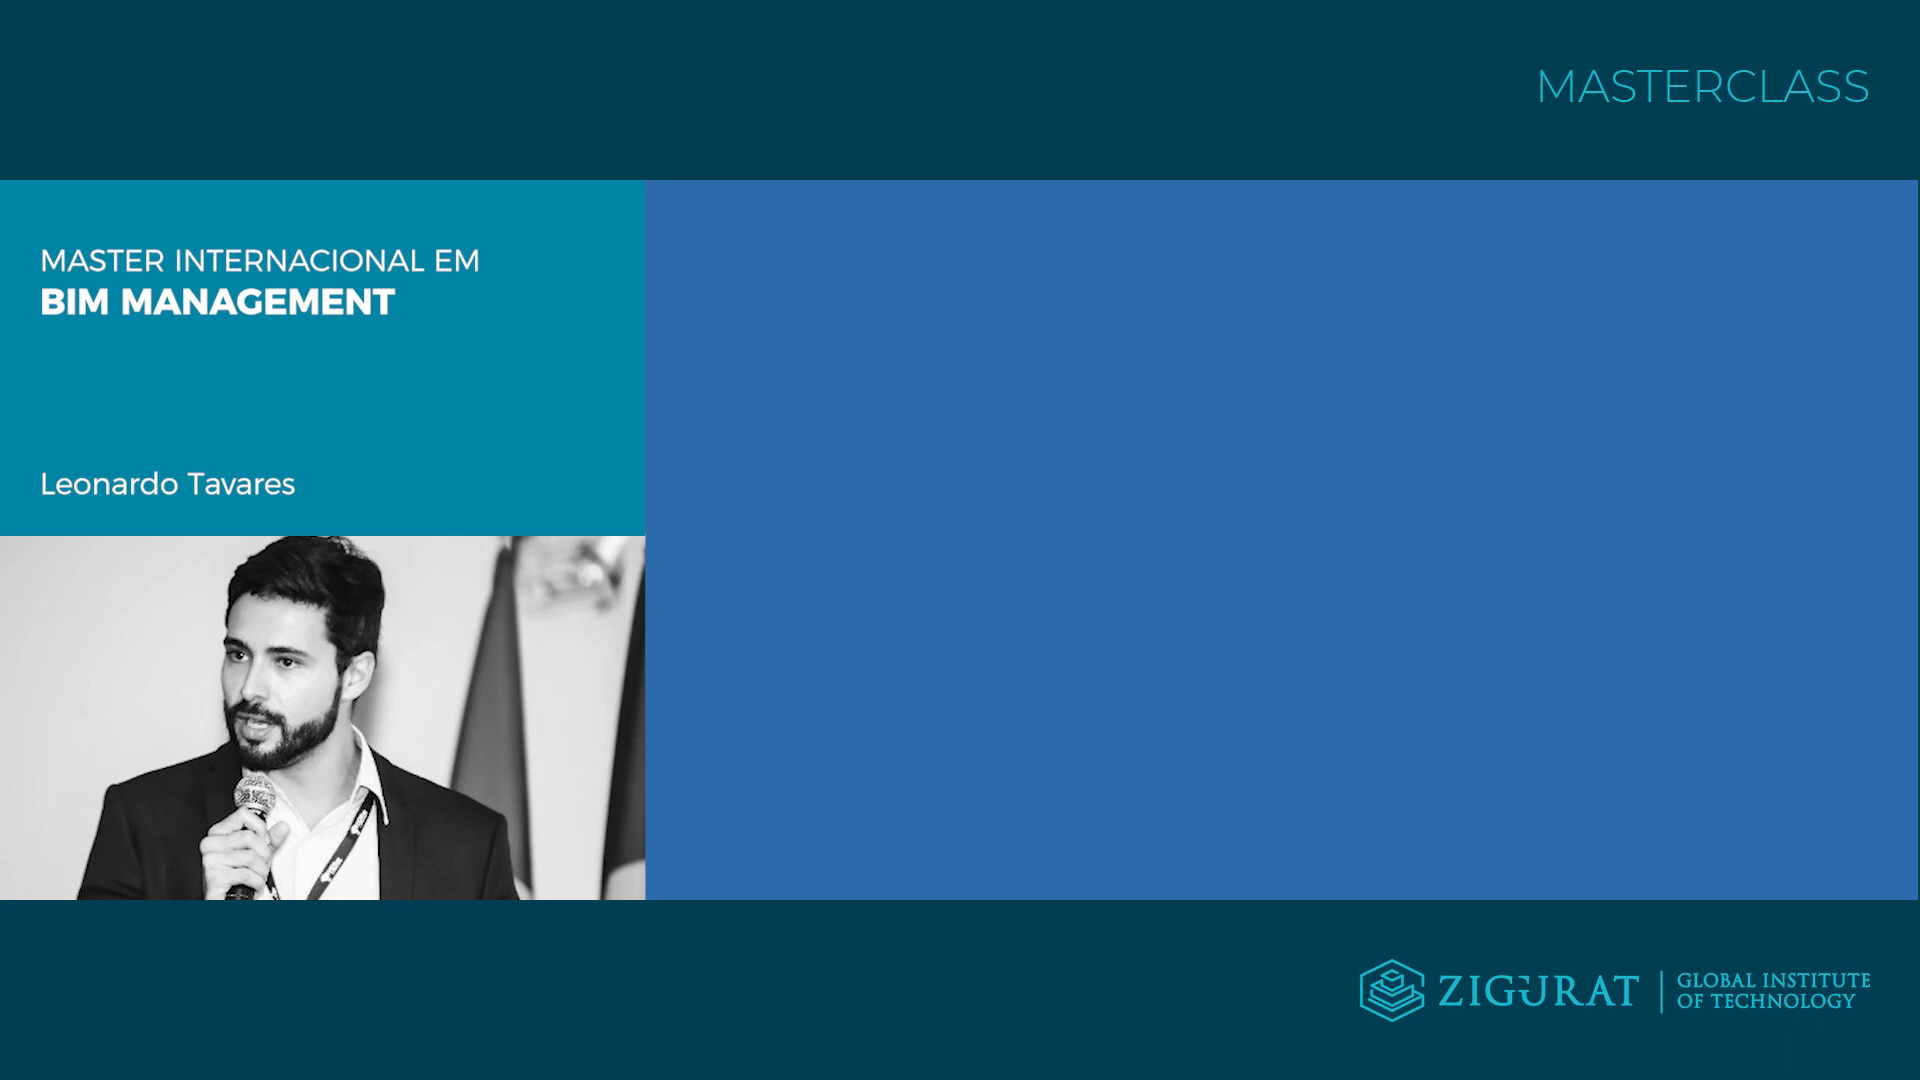 MASTERCLASS
MASTER INTERNACIONAL EM
BIM MANAGEMENT
Leonardo Tavares
ZIGURAT
GLOBAL INSTITUTE
OF TECHNOLOGY